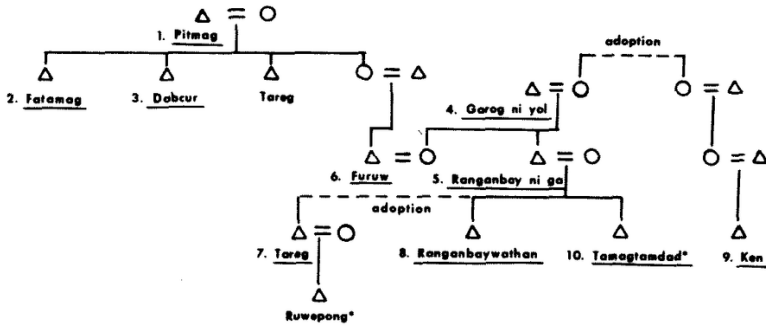 1. Pitmag
adoption
2. Fatamag 3. Dabcur Tareg
4. Garog ni yol
6. Furuw 5. Ranganbay ni ga
adoption
7. Tareg 8. Ranganbaywathan 10. Tamagtamdad* 9. Ken
Ruwepong*